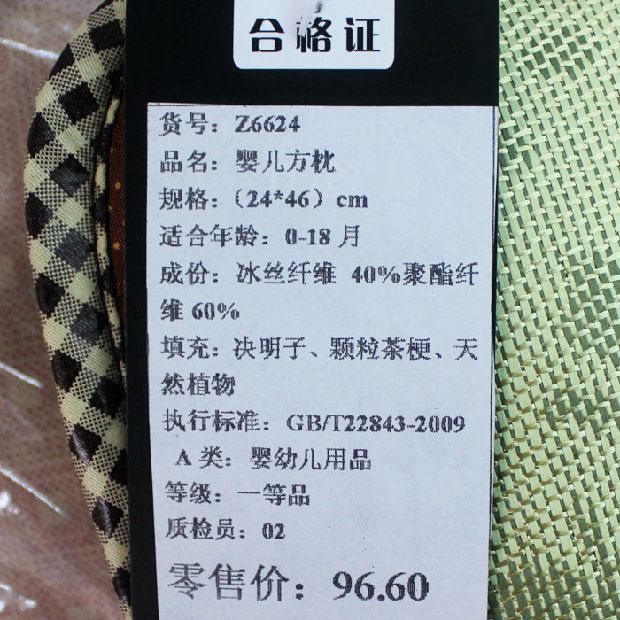 合格证
货号：Z6624
品名：婴儿方枕
规格：（24*46）cm
适合年龄：0-18 月
成份：冰丝纤维 40%聚酯纤
维 60%
填充：决明子、颗粒茶梗、天
然植物
执行标准：GB/T22843-2009
A 类：婴幼儿用品
等级：一等品
质检员：02
零售价：96.60